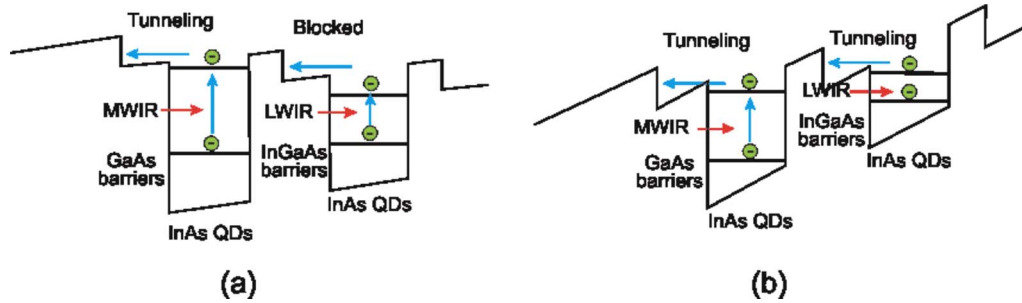 Tunneling
Blocked
MWIR
LWIR
GaAs
barriers
InGaAs
barriers
InAs QDs
InAs QDs
(a)
Tunneling
Tunneling
MWIR
LWIR
GaAs
barriers
InGaAs
barriers
InAs QDs
InAs QDs
(b)